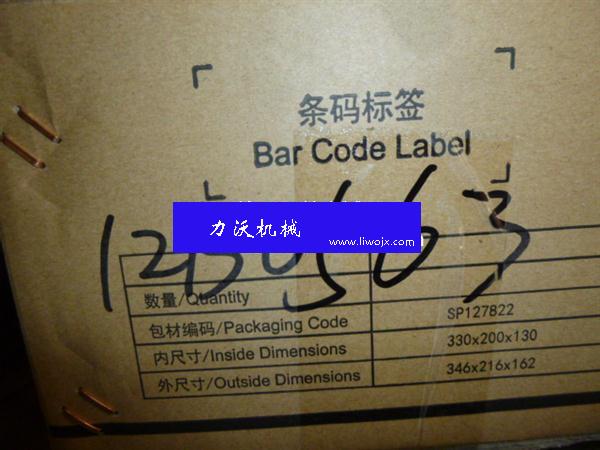 条码标签
Bar Code Label
力沃机械
www.liwojx.com
数量/Quantity
包材编码/Packaging Code SP127822
内尺寸/Inside Dimensions 330x200x130
外尺寸/Outside Dimensions 346x216x162